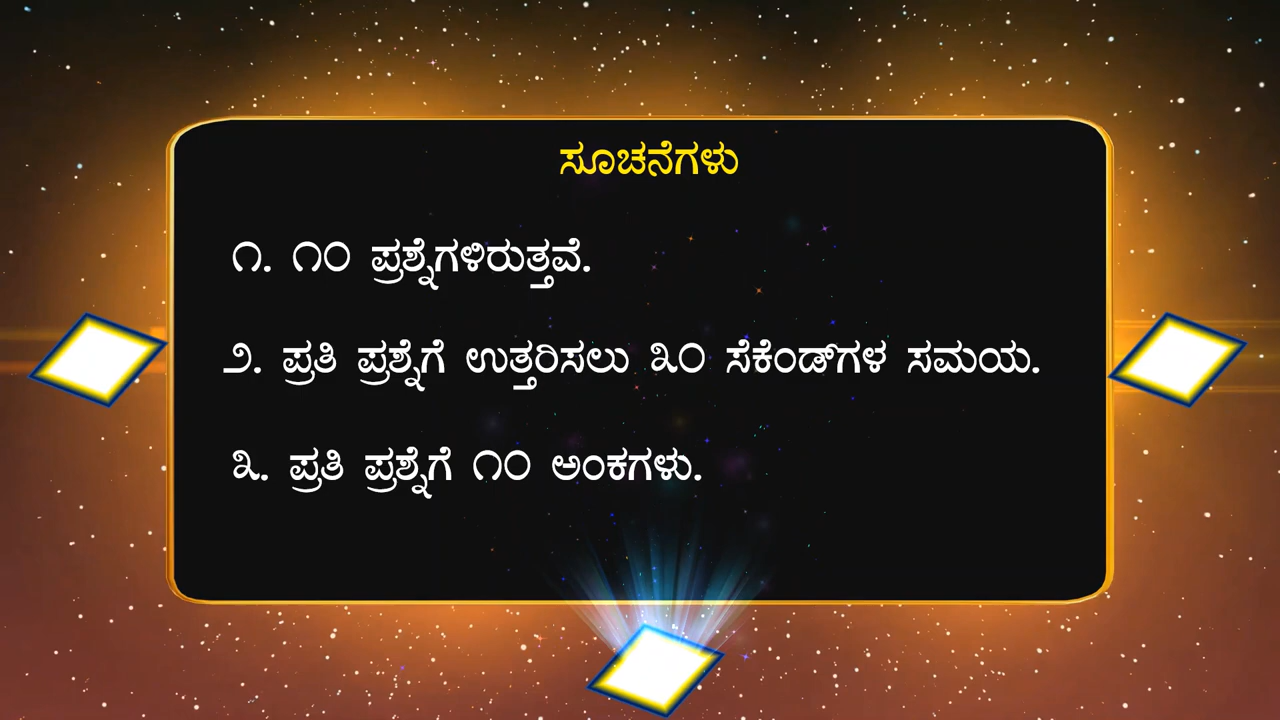 ಸೂಚನೆಗಳು
೧. ೧೦ ಪ್ರಶ್ನೆಗಳಿರುತ್ತವೆ.
೨. ಪ್ರತಿ ಪ್ರಶ್ನೆಗೆ ಉತ್ತರಿಸಲು ೩೦ ಸೆಕೆಂಡ್‌ಗಳ ಸಮಯ.
೩. ಪ್ರತಿ ಪ್ರಶ್ನೆಗೆ ೧೦ ಅಂಕಗಳು.